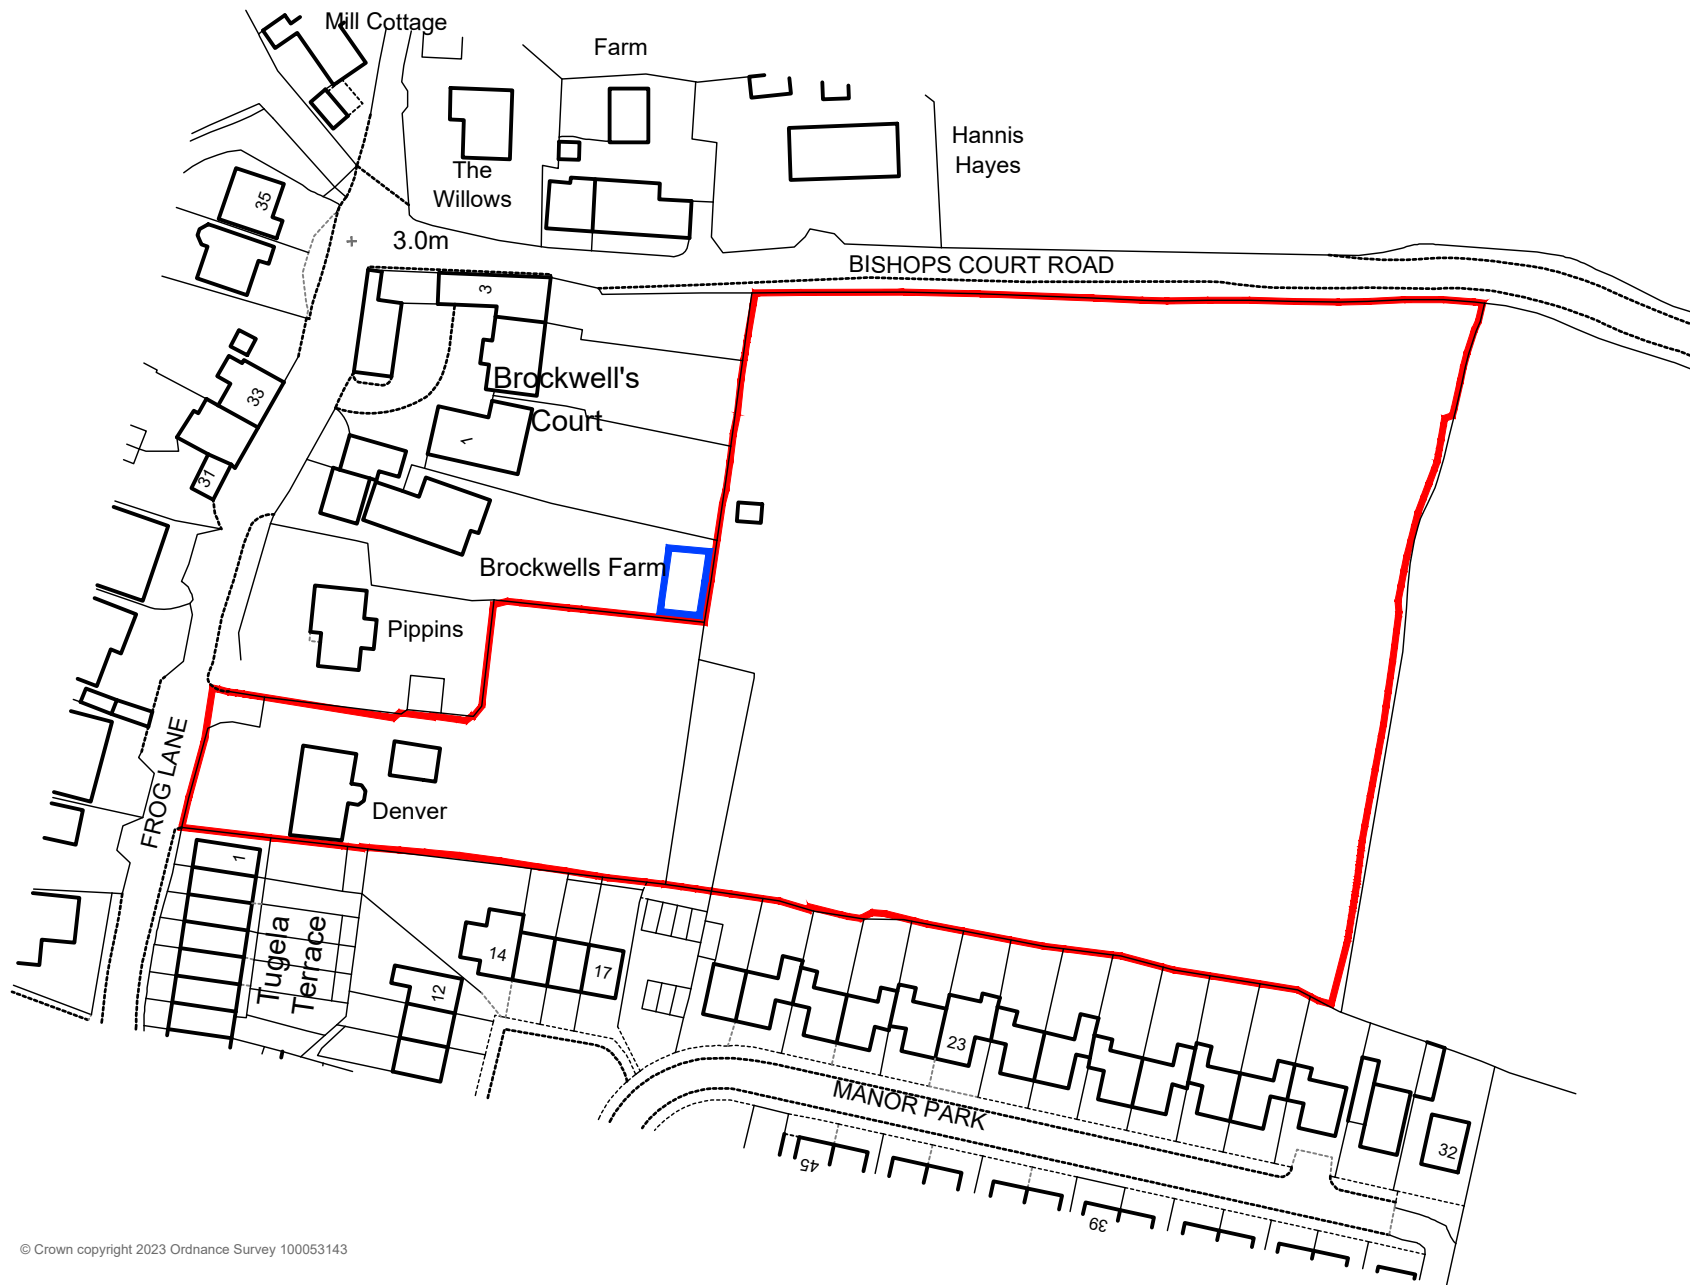 Mill Cottage
Farm
The
Willows
Hannis
Hayes
35
3.0m
BISHOPS COURT ROAD
3
33
Brockwell's
Court
1
31
Brockwells Farm
Pippins
FROG LANE
Denver
1
Tugela
Terrace
14
17
12
23
MANOR PARK
45
39
32
© Crown copyright 2023 Ordnance Survey 100053143